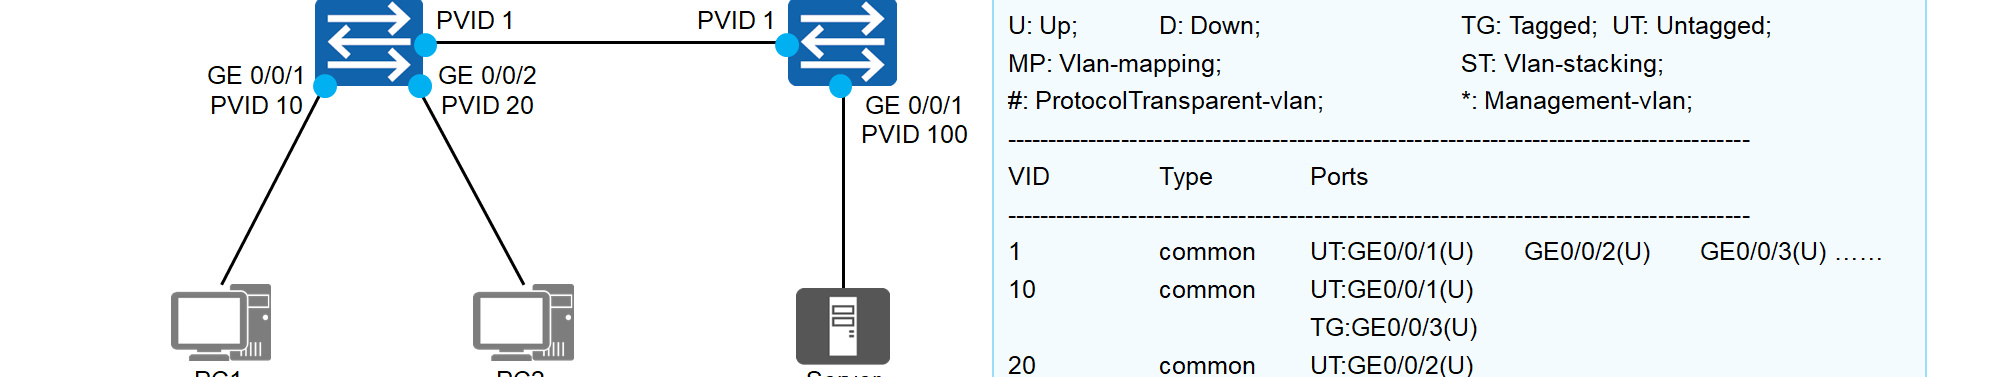 PVID 1
PVID 1
GE 0/0/1
PVID 10
GE 0/0/2
PVID 20
GE 0/0/1
PVID 100
PC1
PC2
Server
U: Up; D: Down; TG: Tagged; UT: Untagged;
MP: Vlan-mapping; ST: Vlan-stacking;
#: ProtocolTransparent-vlan; *: Management-vlan;
--------------------------------------------------------------------------------------------
VID Type Ports
--------------------------------------------------------------------------------------------
1 common UT:GE0/0/1(U) GE0/0/2(U) GE0/0/3(U) ……
10 common UT:GE0/0/1(U)
TG:GE0/0/3(U)
20 common UT:GE0/0/2(U)